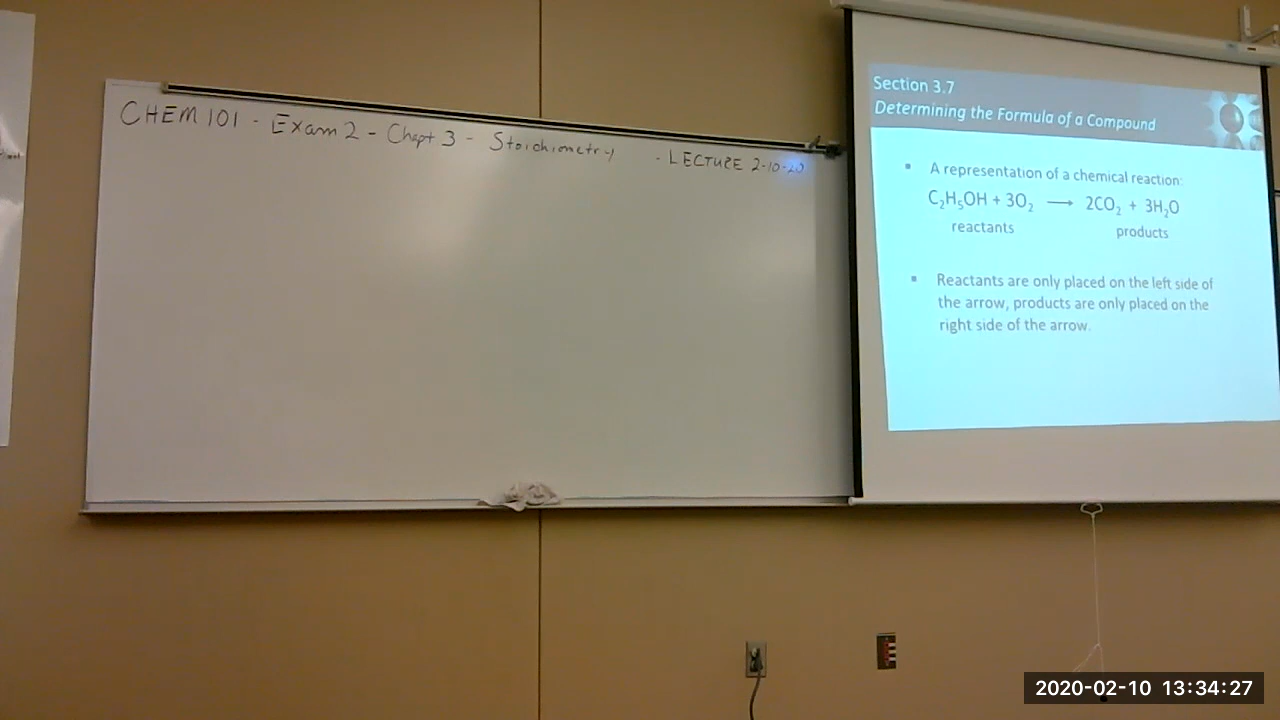 CHEM 101 - Exam 2 - Chapt 3 - Stoichiometry - LECTURE 2-10-20
Section 3.7
Determining the Formula of a Compound
▪ A representation of a chemical reaction:
C₂H₅OH + 3O₂ ⟶ 2CO₂ + 3H₂O
reactants products
▪ Reactants are only placed on the left side of
the arrow, products are only placed on the
right side of the arrow.
2020-02-10 13:34:27